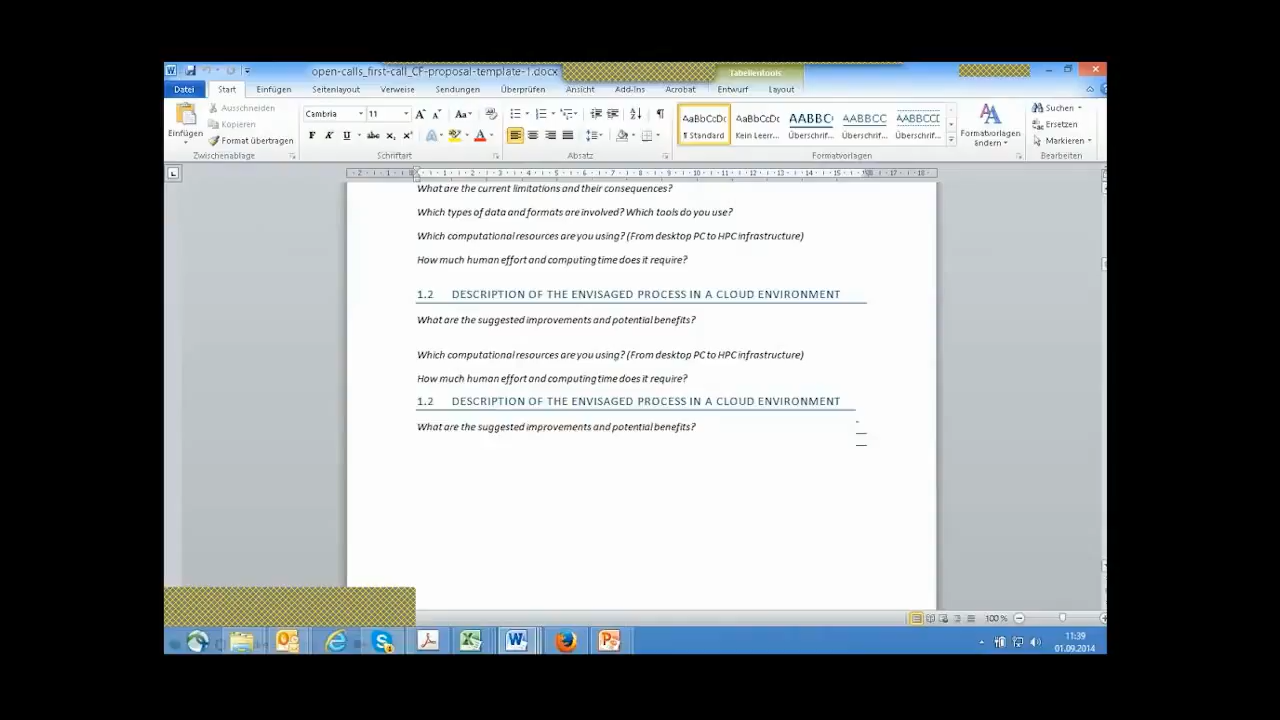 open-calls_first-call_CF-proposal-template-1.docx
Tabellentools
Datei Start Einfügen Seitenlayout Verweise Sendungen Überprüfen Ansicht Add-Ins Acrobat Entwurf Layout
Einfügen
Ausschneiden
Kopieren
Format übertragen
Zwischenablage
Cambria 11
F K U abc x₂ x²
Schriftart
Absatz
AaBbCcDc AaBbCcDc AABBC AABBCC AABBCC
¶ Standard Kein Leerr... Überschrif... Überschrif... Überschrif...
Formatvorlagen ändern
Formatvorlagen
Suchen
Ersetzen
Markieren
Bearbeiten
What are the current limitations and their consequences?
Which types of data and formats are involved? Which tools do you use?
Which computational resources are you using? (From desktop PC to HPC infrastructure)
How much human effort and computing time does it require?
1.2 DESCRIPTION OF THE ENVISAGED PROCESS IN A CLOUD ENVIRONMENT
What are the suggested improvements and potential benefits?
Which computational resources are you using? (From desktop PC to HPC infrastructure)
How much human effort and computing time does it require?
1.2 DESCRIPTION OF THE ENVISAGED PROCESS IN A CLOUD ENVIRONMENT
What are the suggested improvements and potential benefits?
100 %
11:39
01.09.2014